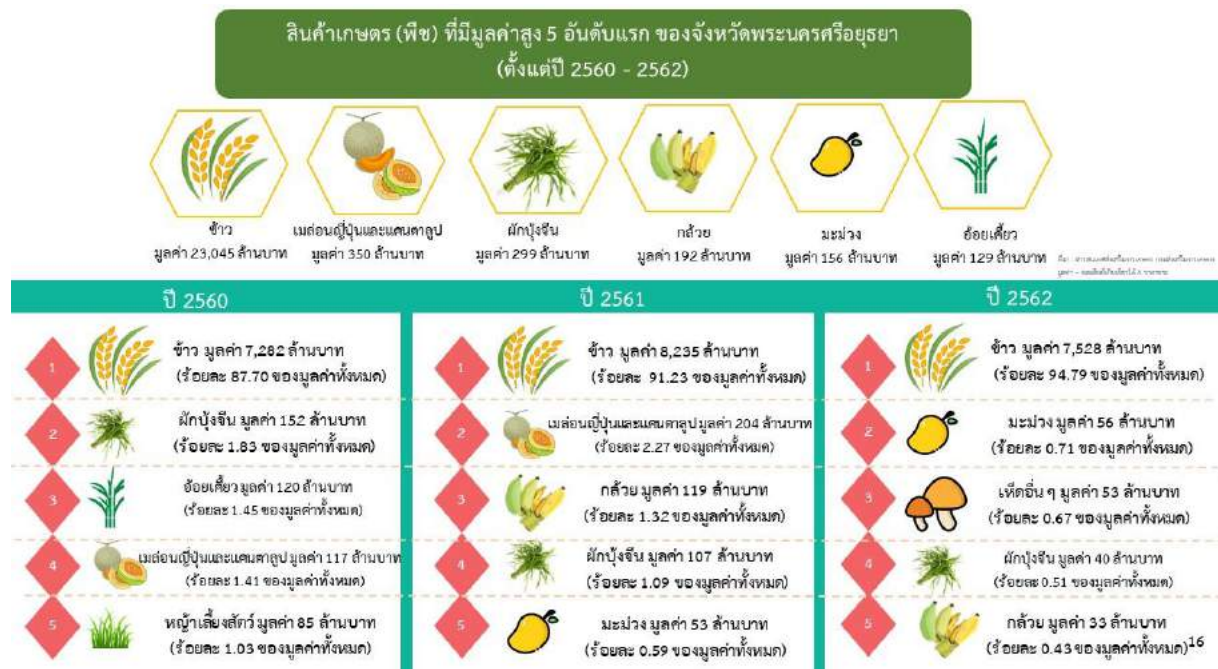 สินค้าเกษตร (พืช) ที่มีมูลค่าสูง 5 อันดับแรก ของจังหวัดพระนครศรีอยุธยา
(ตั้งแต่ปี 2560 - 2562)
ข้าว
มูลค่า 23,045 ล้านบาท
เมล่อนญี่ปุ่นและแคนตาลูป
มูลค่า 350 ล้านบาท
ผักบุ้งจีน
มูลค่า 299 ล้านบาท
กล้วย
มูลค่า 192 ล้านบาท
มะม่วง
มูลค่า 156 ล้านบาท
อ้อยเคี้ยว
มูลค่า 129 ล้านบาท
ปี 2560
1
ข้าว มูลค่า 7,282 ล้านบาท
(ร้อยละ 87.70 ของมูลค่าทั้งหมด)
2
ผักบุ้งจีน มูลค่า 152 ล้านบาท
(ร้อยละ 1.83 ของมูลค่าทั้งหมด)
3
อ้อยเคี้ยว มูลค่า 120 ล้านบาท
(ร้อยละ 1.45 ของมูลค่าทั้งหมด)
4
เมล่อนญี่ปุ่นและแคนตาลูป มูลค่า 117 ล้านบาท
(ร้อยละ 1.41 ของมูลค่าทั้งหมด)
5
หญ้าเลี้ยงสัตว์ มูลค่า 85 ล้านบาท
(ร้อยละ 1.03 ของมูลค่าทั้งหมด)
ปี 2561
1
ข้าว มูลค่า 8,235 ล้านบาท
(ร้อยละ 91.23 ของมูลค่าทั้งหมด)
2
เมล่อนญี่ปุ่นและแคนตาลูป มูลค่า 204 ล้านบาท
(ร้อยละ 2.27 ของมูลค่าทั้งหมด)
3
กล้วย มูลค่า 119 ล้านบาท
(ร้อยละ 1.32 ของมูลค่าทั้งหมด)
4
ผักบุ้งจีน มูลค่า 107 ล้านบาท
(ร้อยละ 1.09 ของมูลค่าทั้งหมด)
5
มะม่วง มูลค่า 53 ล้านบาท
(ร้อยละ 0.59 ของมูลค่าทั้งหมด)
ปี 2562
1
ข้าว มูลค่า 7,528 ล้านบาท
(ร้อยละ 94.79 ของมูลค่าทั้งหมด)
2
มะม่วง มูลค่า 56 ล้านบาท
(ร้อยละ 0.71 ของมูลค่าทั้งหมด)
3
เห็ดอื่น ๆ มูลค่า 53 ล้านบาท
(ร้อยละ 0.67 ของมูลค่าทั้งหมด)
4
ผักบุ้งจีน มูลค่า 40 ล้านบาท
(ร้อยละ 0.51 ของมูลค่าทั้งหมด)
5
กล้วย มูลค่า 33 ล้านบาท
(ร้อยละ 0.43 ของมูลค่าทั้งหมด)16